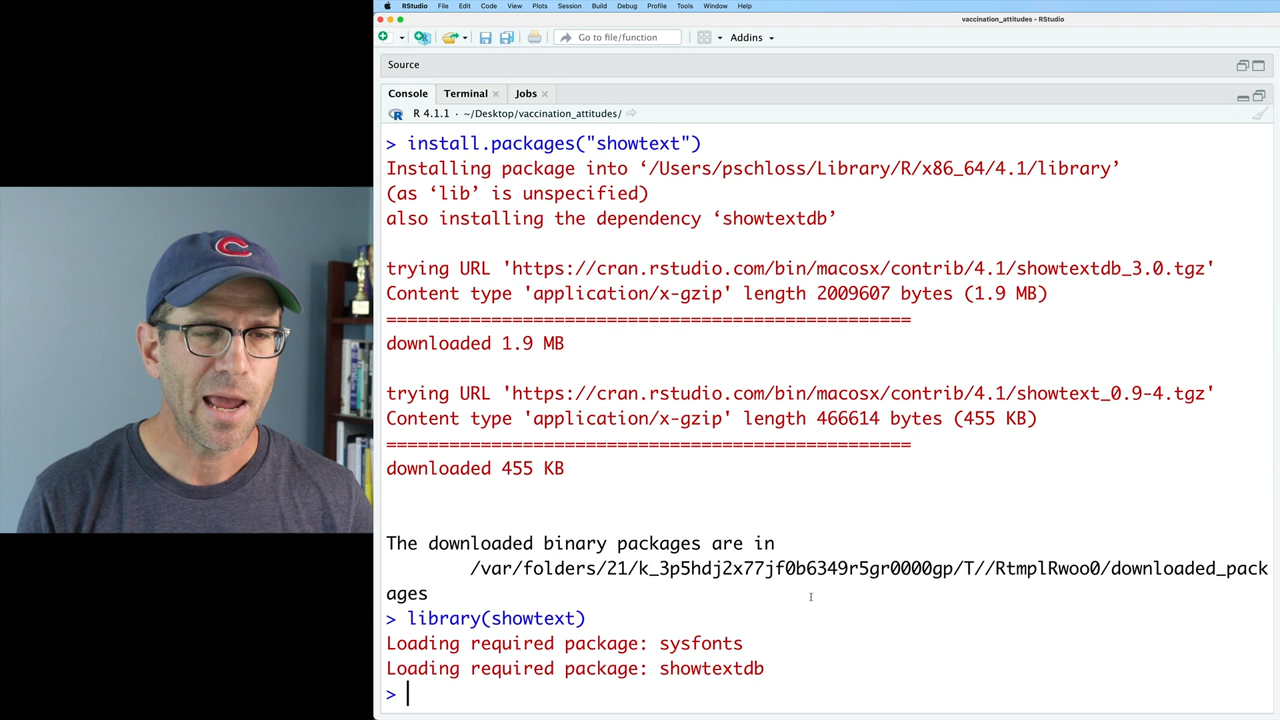 RStudio File Edit Code View Plots Session Build Debug Profile Tools Window Help
vaccination_attitudes - RStudio
Go to file/function Addins
Source
Console Terminal Jobs
R 4.1.1 · ~/Desktop/vaccination_attitudes/
> install.packages("showtext")
Installing package into ‘/Users/pschloss/Library/R/x86_64/4.1/library’
(as ‘lib’ is unspecified)
also installing the dependency ‘showtextdb’
trying URL 'https://cran.rstudio.com/bin/macosx/contrib/4.1/showtextdb_3.0.tgz'
Content type 'application/x-gzip' length 2009607 bytes (1.9 MB)
==================================================
downloaded 1.9 MB
trying URL 'https://cran.rstudio.com/bin/macosx/contrib/4.1/showtext_0.9-4.tgz'
Content type 'application/x-gzip' length 466614 bytes (455 KB)
==================================================
downloaded 455 KB
The downloaded binary packages are in
/var/folders/21/k_3p5hdj2x77jf0b6349r5gr0000gp/T//RtmplRwoo0/downloaded_pack
ages
> library(showtext)
Loading required package: sysfonts
Loading required package: showtextdb
>
C